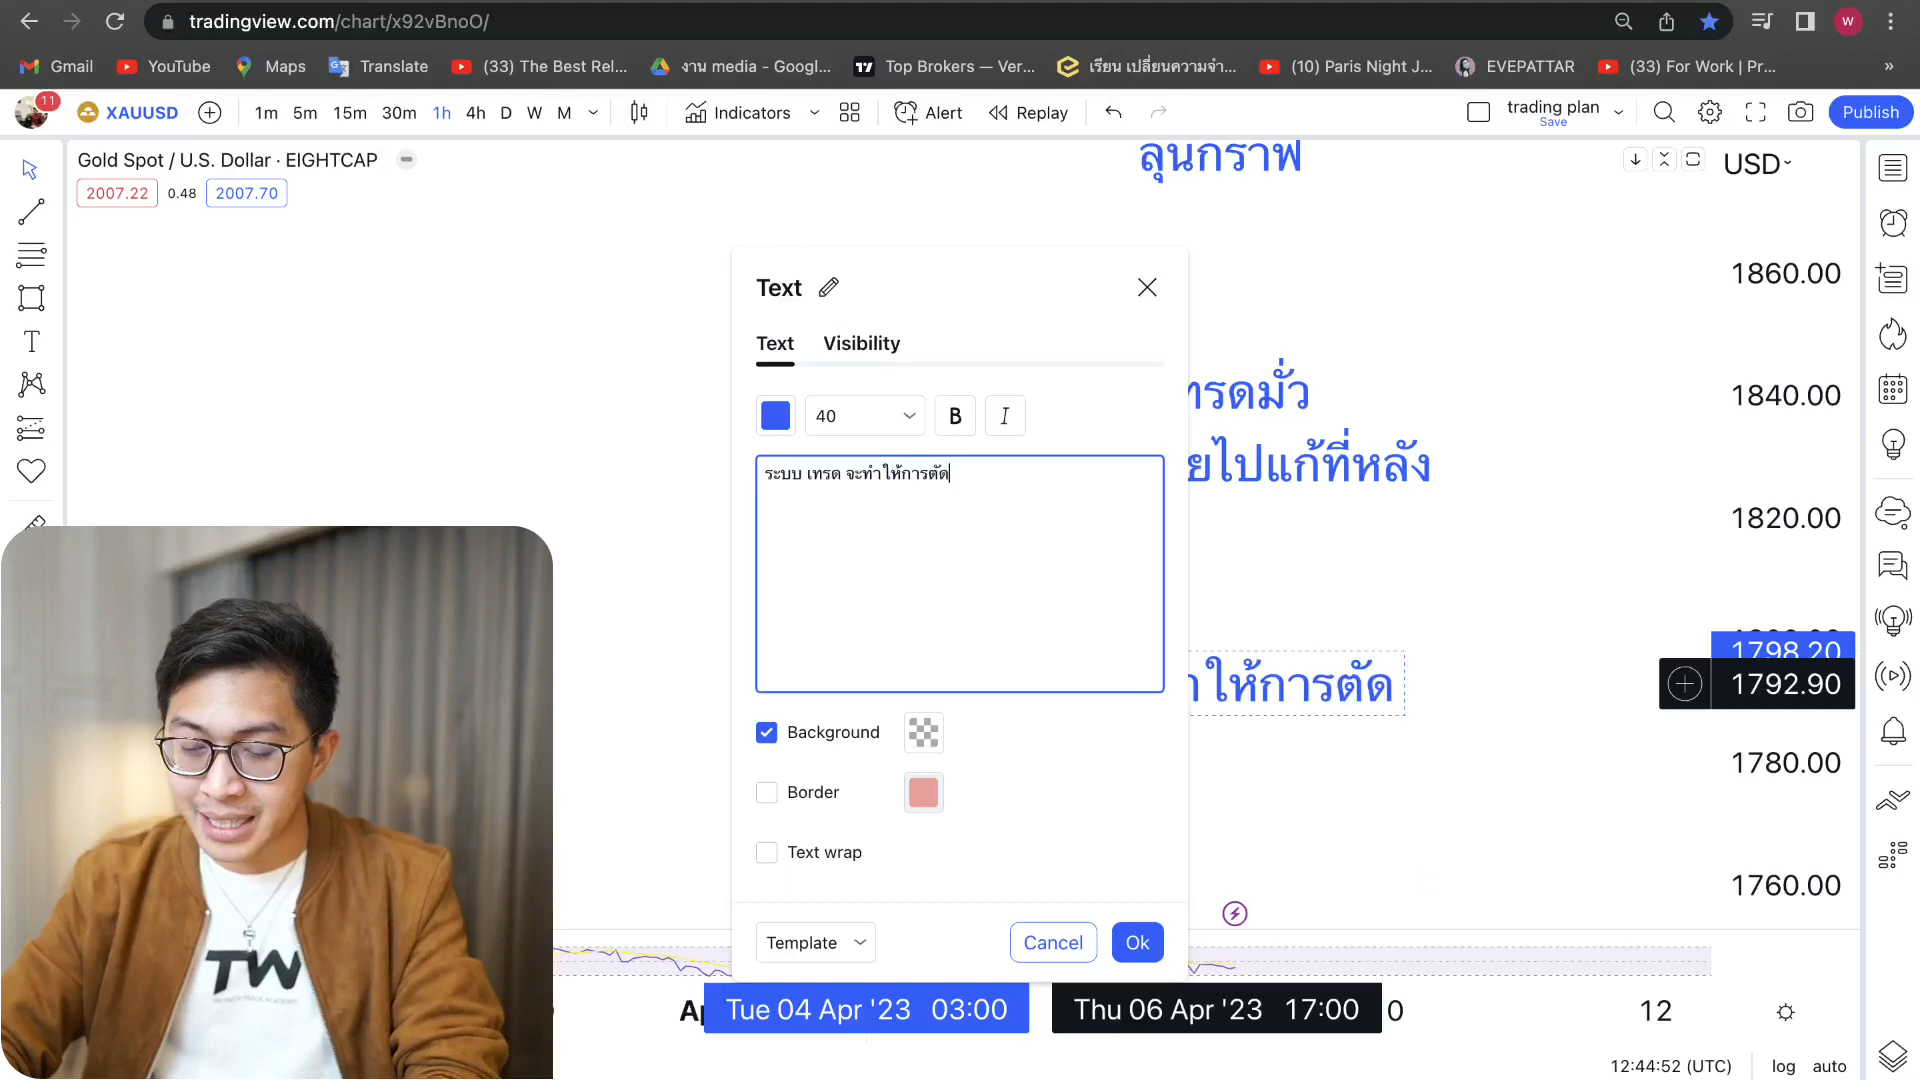 tradingview.com/chart/x92vBnoO/
W
Gmail YouTube Maps Translate (33) The Best Rel... งาน media - Googl... Top Brokers — Ver... เรียน เปลี่ยนความจำ... (10) Paris Night J... EVEPATTAR (33) For Work | Pr... »
11 XAUUSD 1m 5m 15m 30m 1h 4h D W M Indicators Alert Replay trading plan Save Publish
Gold Spot / U.S. Dollar · EIGHTCAP
2007.22 0.48 2007.70
ลุ้นกราฟ
USD
1860.00
Text
Text Visibility
ทรดมั่ว
1840.00
40 B I
ยไปแก้ที่หลัง
ระบบ เทรด จะทำให้การตัด
1820.00
1798.20
ให้การตัด
1792.90
Background
1780.00
Border
Text wrap
1760.00
Template Cancel Ok
TW
Tue 04 Apr '23 03:00 Thu 06 Apr '23 17:00 0 12
12:44:52 (UTC) log auto